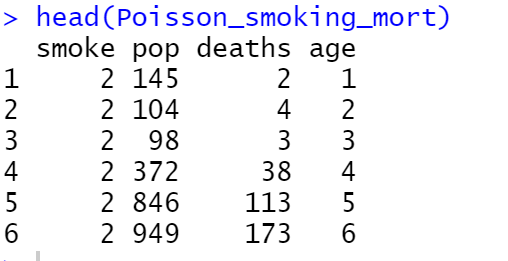 > head(Poisson_smoking_mort)
smoke pop deaths age
1 2 145 2 1
2 2 104 4 2
3 2 98 3 3
4 2 372 38 4
5 2 846 113 5
6 2 949 173 6